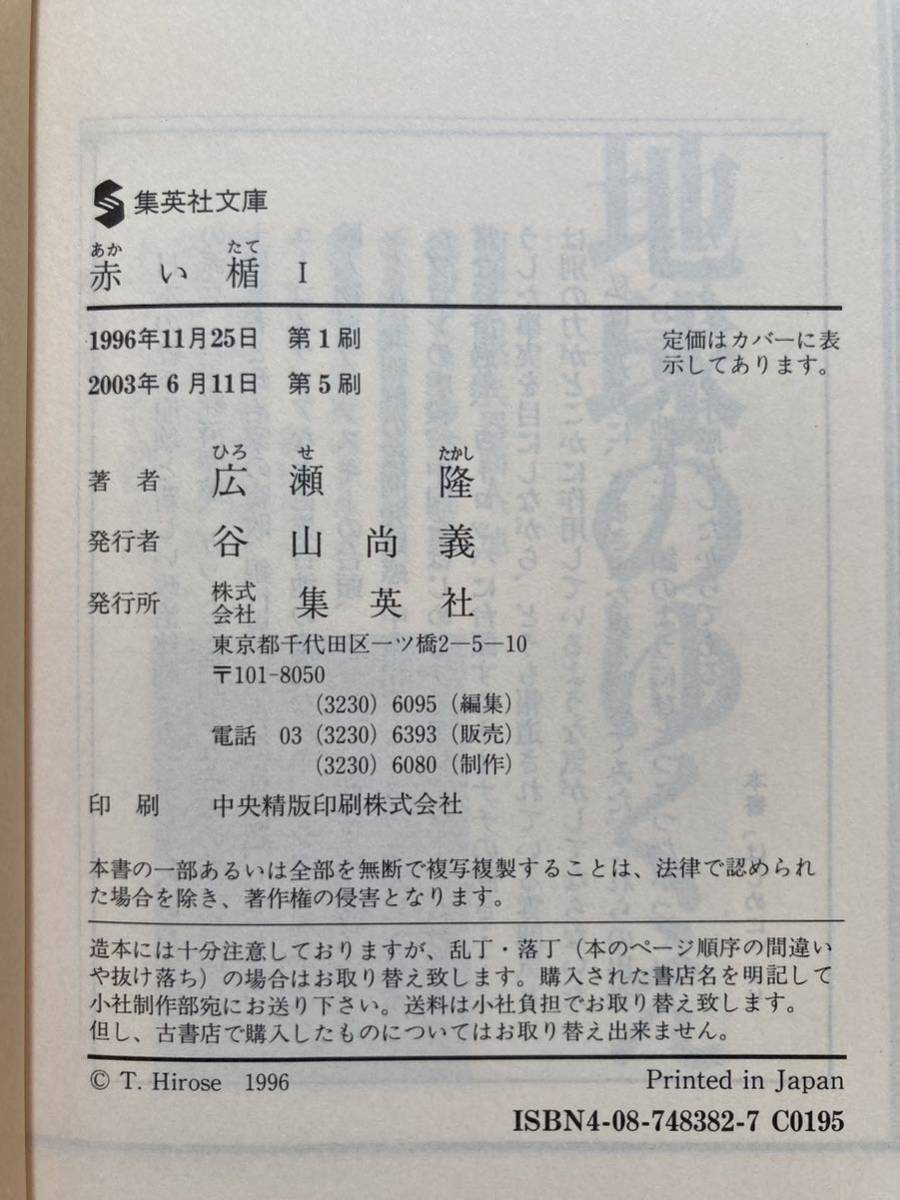 集英社文庫
あか たて
赤い楯 I
1996年11月25日 第1刷
2003年6月11日 第5刷
定価はカバーに表
示してあります。
ひろ せ たかし
著者 広瀬 隆
発行者 谷山尚義
発行所 株式会社 集英社
東京都千代田区一ツ橋2—5—10
〒101-8050
(3230) 6095 (編集)
電話 03 (3230) 6393 (販売)
(3230) 6080 (制作)
印刷 中央精版印刷株式会社
本書の一部あるいは全部を無断で複写複製することは、法律で認められ
た場合を除き、著作権の侵害となります。
造本には十分注意しておりますが、乱丁・落丁(本のページ順序の間違い
や抜け落ち)の場合はお取り替え致します。購入された書店名を明記して
小社制作部宛にお送り下さい。送料は小社負担でお取り替え致します。
但し、古書店で購入したものについてはお取り替え出来ません。
© T. Hirose 1996
Printed in Japan
ISBN4-08-748382-7 C0195